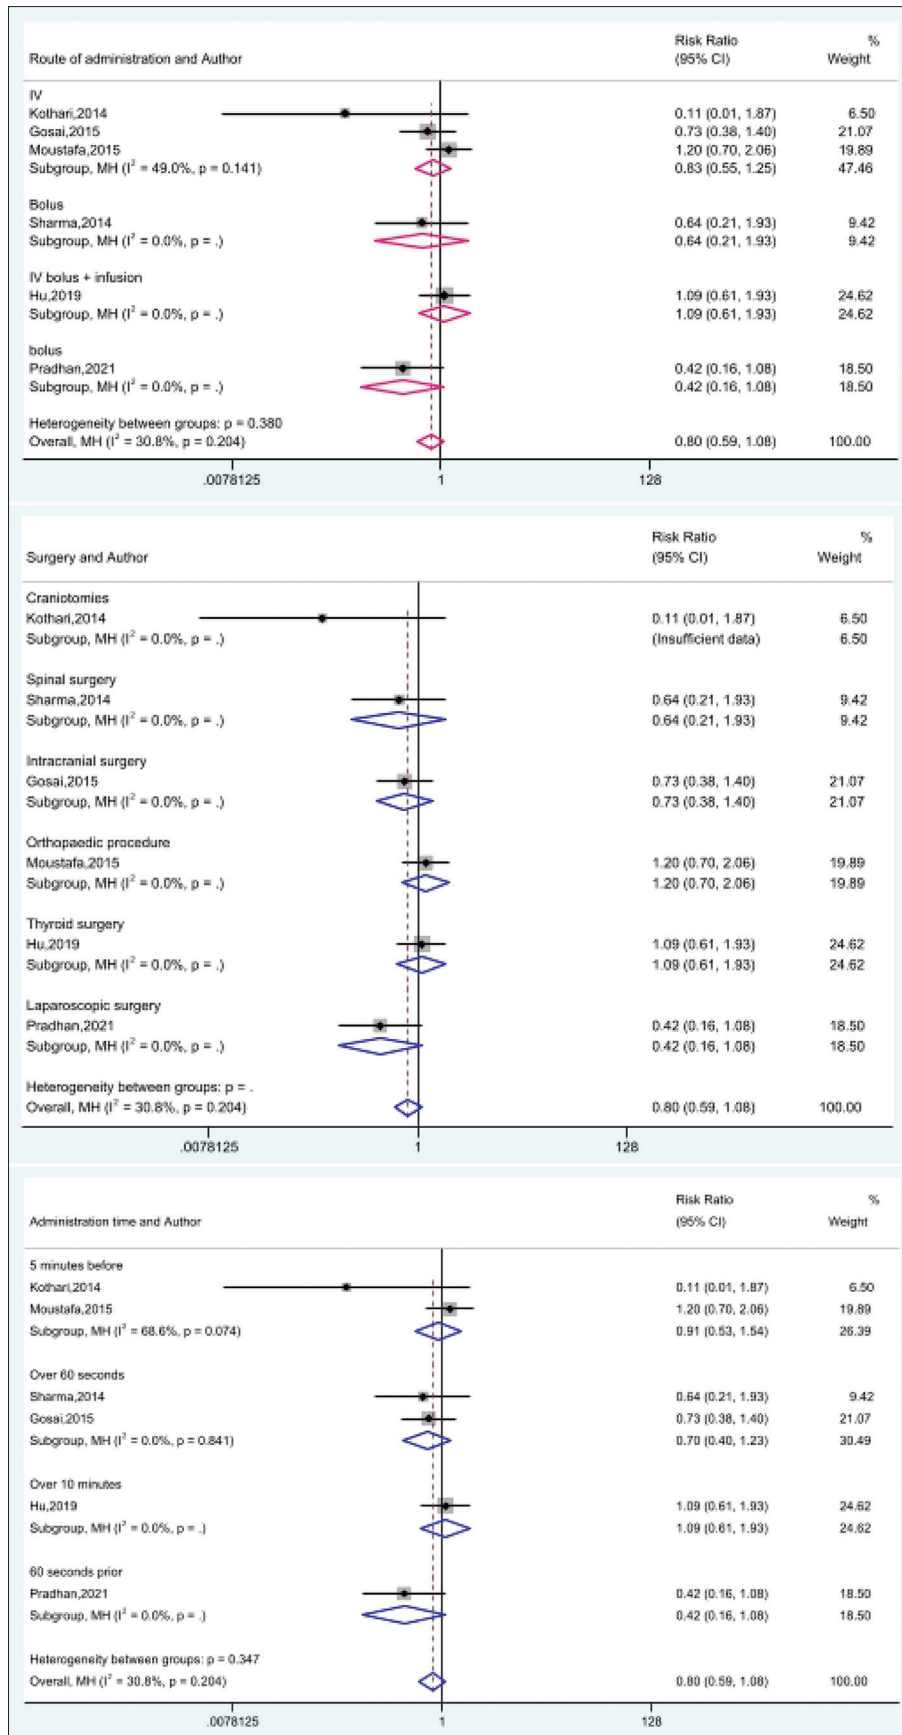 Risk Ratio %
Route of administration and Author (95% CI) Weight
IV
Kothari,2014 0.11 (0.01, 1.87) 6.50
Gosai,2015 0.73 (0.38, 1.40) 21.07
Moustafa,2015 1.20 (0.70, 2.06) 19.89
Subgroup, MH (I² = 49.0%, p = 0.141) 0.83 (0.55, 1.25) 47.46
Bolus
Sharma,2014 0.64 (0.21, 1.93) 9.42
Subgroup, MH (I² = 0.0%, p = .) 0.64 (0.21, 1.93) 9.42
IV bolus + infusion
Hu,2019 1.09 (0.61, 1.93) 24.62
Subgroup, MH (I² = 0.0%, p = .) 1.09 (0.61, 1.93) 24.62
bolus
Pradhan,2021 0.42 (0.16, 1.08) 18.50
Subgroup, MH (I² = 0.0%, p = .) 0.42 (0.16, 1.08) 18.50
Heterogeneity between groups: p = 0.380
Overall, MH (I² = 30.8%, p = 0.204) 0.80 (0.59, 1.08) 100.00
.0078125 1 128
Risk Ratio %
Surgery and Author (95% CI) Weight
Craniotomies
Kothari,2014 0.11 (0.01, 1.87) 6.50
Subgroup, MH (I² = 0.0%, p = .) (Insufficient data) 6.50
Spinal surgery
Sharma,2014 0.64 (0.21, 1.93) 9.42
Subgroup, MH (I² = 0.0%, p = .) 0.64 (0.21, 1.93) 9.42
Intracranial surgery
Gosai,2015 0.73 (0.38, 1.40) 21.07
Subgroup, MH (I² = 0.0%, p = .) 0.73 (0.38, 1.40) 21.07
Orthopaedic procedure
Moustafa,2015 1.20 (0.70, 2.06) 19.89
Subgroup, MH (I² = 0.0%, p = .) 1.20 (0.70, 2.06) 19.89
Thyroid surgery
Hu,2019 1.09 (0.61, 1.93) 24.62
Subgroup, MH (I² = 0.0%, p = .) 1.09 (0.61, 1.93) 24.62
Laparoscopic surgery
Pradhan,2021 0.42 (0.16, 1.08) 18.50
Subgroup, MH (I² = 0.0%, p = .) 0.42 (0.16, 1.08) 18.50
Heterogeneity between groups: p = .
Overall, MH (I² = 30.8%, p = 0.204) 0.80 (0.59, 1.08) 100.00
.0078125 1 128
Risk Ratio %
Administration time and Author (95% CI) Weight
5 minutes before
Kothari,2014 0.11 (0.01, 1.87) 6.50
Moustafa,2015 1.20 (0.70, 2.06) 19.89
Subgroup, MH (I² = 68.6%, p = 0.074) 0.91 (0.53, 1.54) 26.39
Over 60 seconds
Sharma,2014 0.64 (0.21, 1.93) 9.42
Gosai,2015 0.73 (0.38, 1.40) 21.07
Subgroup, MH (I² = 0.0%, p = 0.841) 0.70 (0.40, 1.23) 30.49
Over 10 minutes
Hu,2019 1.09 (0.61, 1.93) 24.62
Subgroup, MH (I² = 0.0%, p = .) 1.09 (0.61, 1.93) 24.62
60 seconds prior
Pradhan,2021 0.42 (0.16, 1.08) 18.50
Subgroup, MH (I² = 0.0%, p = .) 0.42 (0.16, 1.08) 18.50
Heterogeneity between groups: p = 0.347
Overall, MH (I² = 30.8%, p = 0.204) 0.80 (0.59, 1.08) 100.00
.0078125 1 128